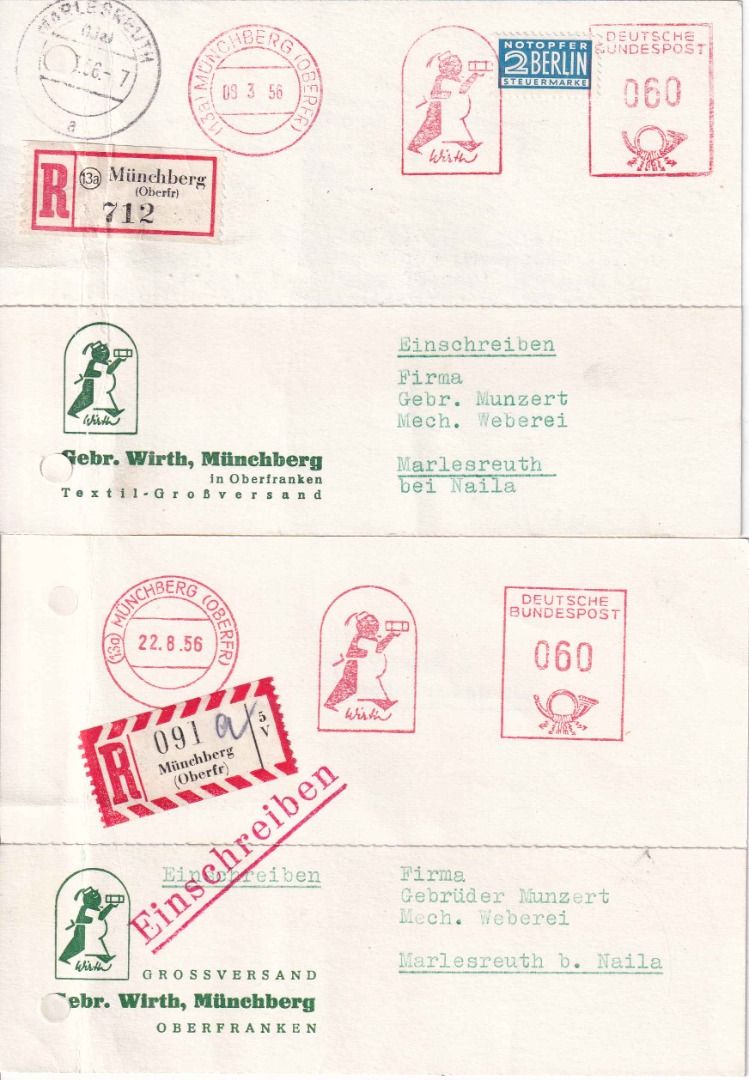 MARLESREUTH
a
(13a) MÜNCHBERG (OBERFR)
09 3 56
Wirth
NOTOPFER
2 BERLIN
STEUERMARKE
DEUTSCHE
BUNDESPOST
060
R
(13a) Münchberg
(Oberfr)
712
Wirth
Gebr. Wirth, Münchberg
in Oberfranken
Textil-Großversand
Einschreiben
Firma
Gebr. Munzert
Mech. Weberei
Marlesreuth
bei Naila
(13a) MÜNCHBERG (OBERFR)
22.8.56
Wirth
DEUTSCHE
BUNDESPOST
060
R
091 a
Münchberg
(Oberfr)
5
V
Einschreiben
Wirth
GROSSVERSAND
Gebr. Wirth, Münchberg
OBERFRANKEN
Einschreiben
Firma
Gebrüder Munzert
Mech. Weberei
Marlesreuth b. Naila